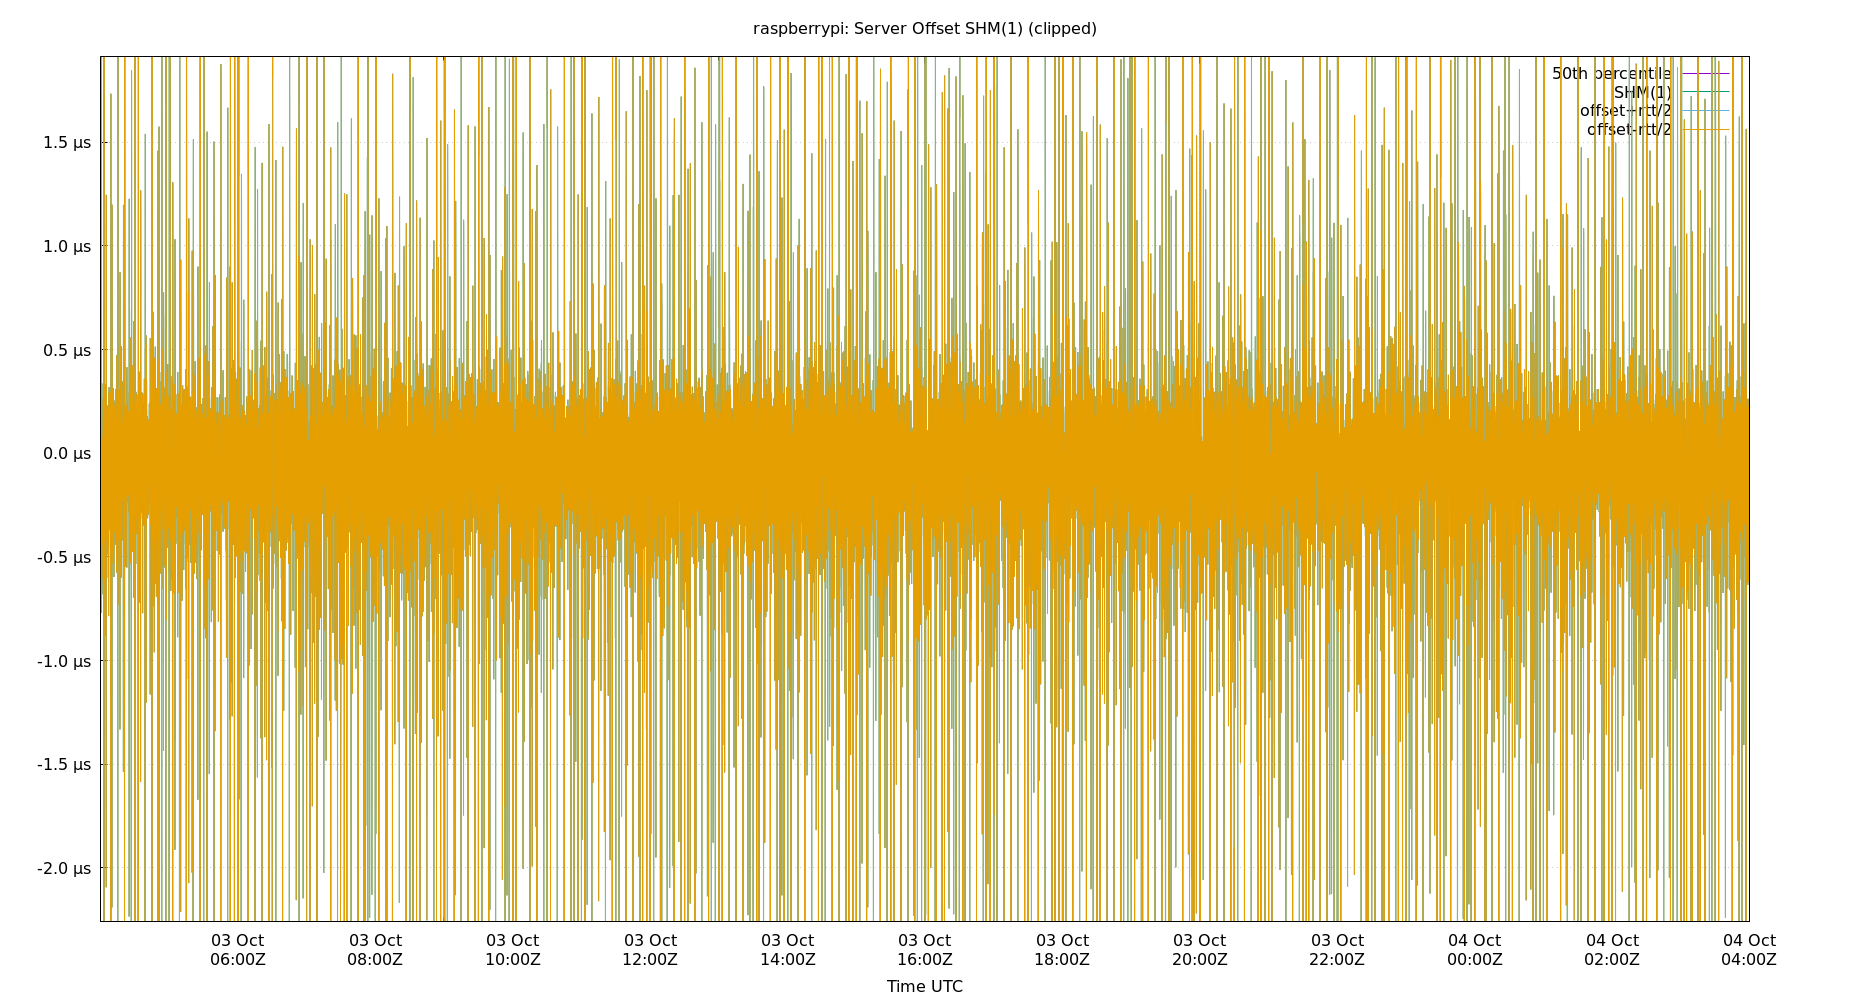 raspberrypi: Server Offset SHM(1) (clipped)
50th percentile
SHM(1)
offset+rtt/2
offset-rtt/2
1.5 µs
1.0 µs
0.5 µs
0.0 µs
-0.5 µs
-1.0 µs
-1.5 µs
-2.0 µs
03 Oct 03 Oct 03 Oct 03 Oct 03 Oct 03 Oct 03 Oct 03 Oct 03 Oct 04 Oct 04 Oct 04 Oct
06:00Z 08:00Z 10:00Z 12:00Z 14:00Z 16:00Z 18:00Z 20:00Z 22:00Z 00:00Z 02:00Z 04:00Z
Time UTC